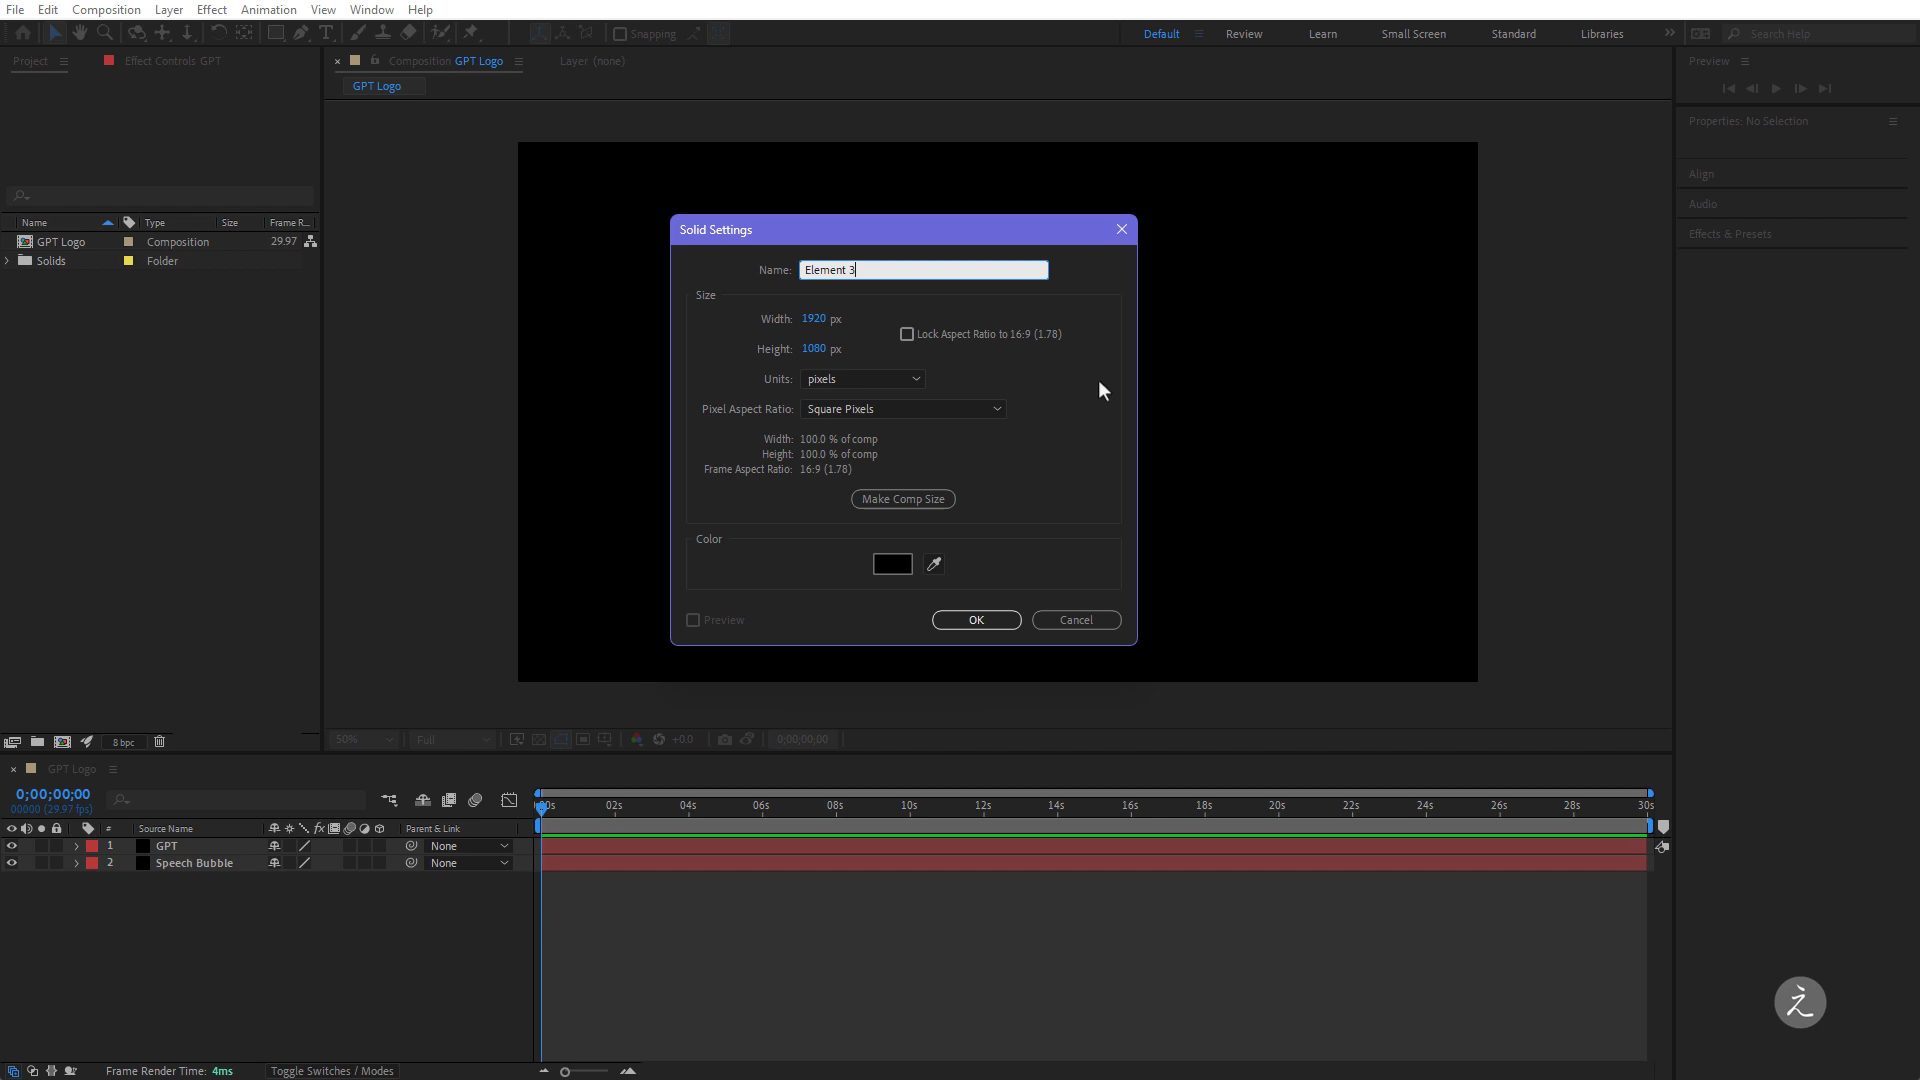 File Edit Composition Layer Effect Animation View Window Help
Snapping Default Review Learn Small Screen Standard Libraries Search Help
Project Effect Controls GPT Composition GPT Logo Layer (none) Preview
GPT Logo
Properties: No Selection
Align
Audio
Effects & Presets
Name Type Size Frame R...
GPT Logo Composition 29.97
Solids Folder
Solid Settings
Name: Element 3
Size
Width: 1920 px
Lock Aspect Ratio to 16:9 (1.78)
Height: 1080 px
Units: pixels
Pixel Aspect Ratio: Square Pixels
Width: 100.0 % of comp
Height: 100.0 % of comp
Frame Aspect Ratio: 16:9 (1.78)
Make Comp Size
Color
Preview OK Cancel
8 bpc 50% Full +0.0 0;00;00;00
GPT Logo
0;00;00;00
00000 (29.97 fps)
:00s 02s 04s 06s 08s 10s 12s 14s 16s 18s 20s 22s 24s 26s 28s 30s
# Source Name fx Parent & Link
1 GPT None
2 Speech Bubble None
之
Frame Render Time: 4ms Toggle Switches / Modes